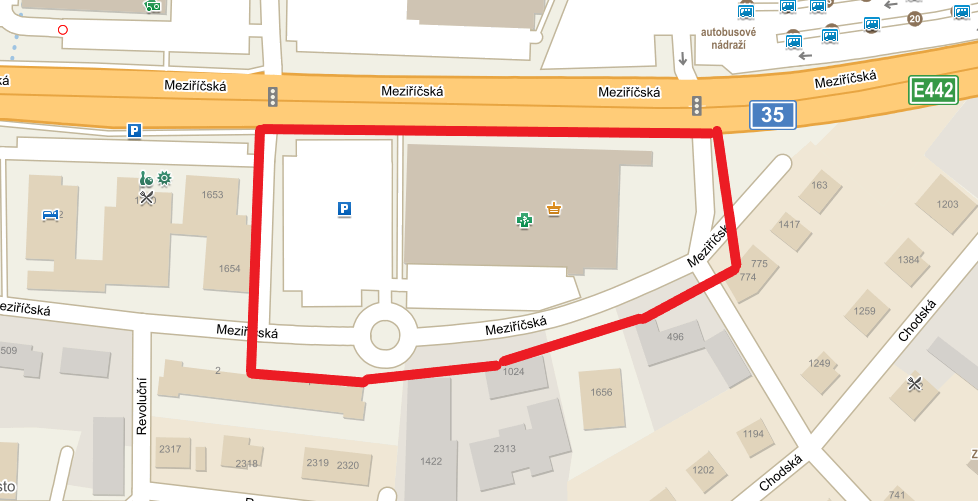 20
autobusové
nádraží
Meziříčská
Meziříčská
Meziříčská
Meziříčská
E442
35
P
1653
163
1203
P
1417
1654
775
774
1384
Meziříčsk
eziříčská
Meziříčská
Meziříčská
1259
Chodská
509
496
2
1024
1249
1656
Revoluční
1194
2317
2318
2319
2320
1422
2313
1202
Chodská
sto
741